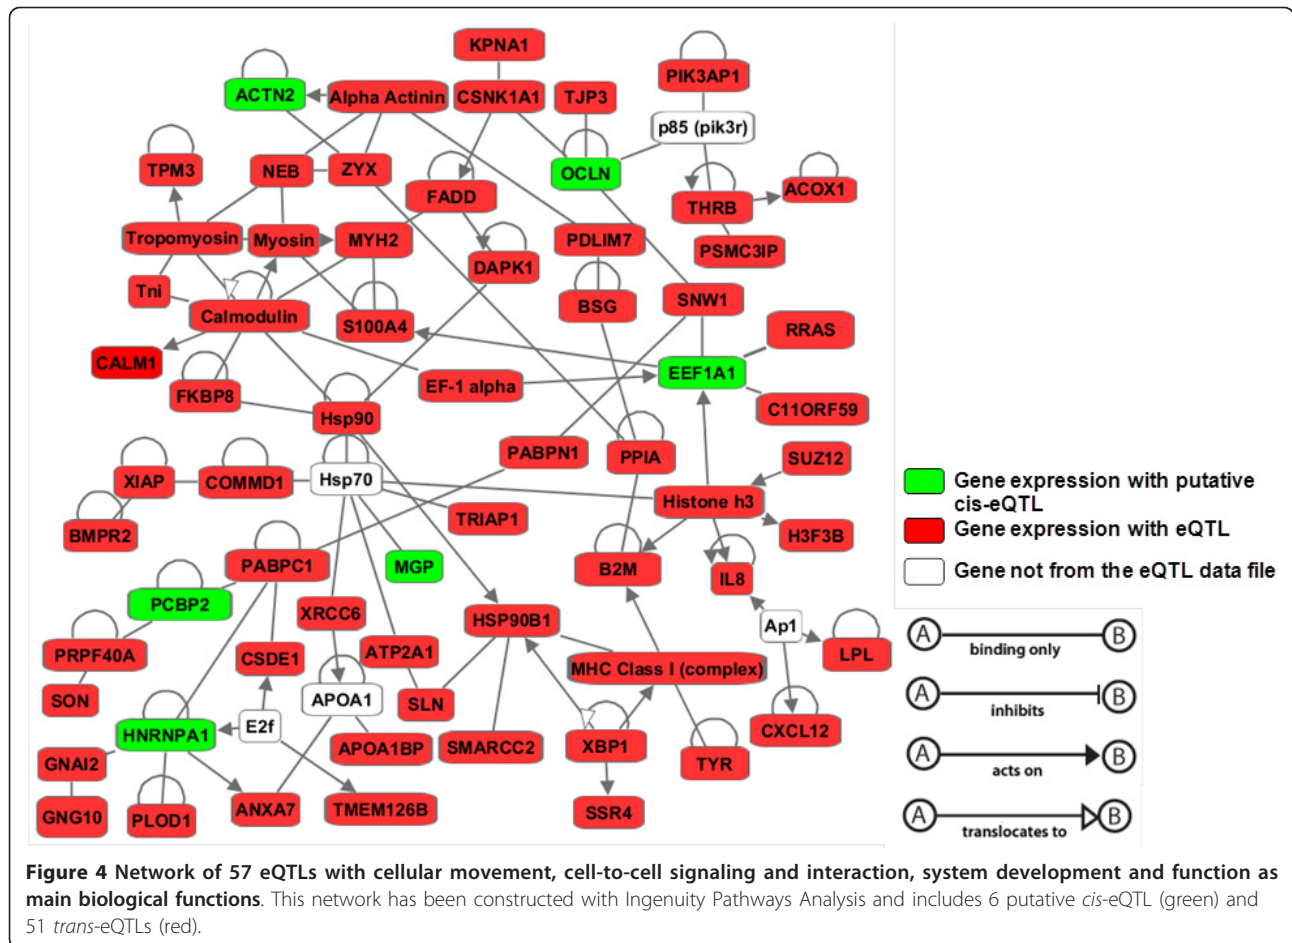 KPNA1
PIK3AP1
ACTN2 Alpha Actinin CSNK1A1 TJP3
p85 (pik3r)
TPM3 NEB ZYX FADD OCLN THRB ACOX1
Tropomyosin Myosin MYH2 PDLIM7 PSMC3IP
DAPK1
Tni Calmodulin S100A4 BSG SNW1
RRAS
CALM1 EEF1A1
FKBP8 EF-1 alpha C11ORF59
Hsp90
PABPN1 PPIA SUZ12
XIAP COMMD1 Hsp70
Histone h3
BMPR2 TRIAP1 H3F3B
PABPC1 MGP B2M IL8
PCBP2 XRCC6 HSP90B1 Ap1
PRPF40A CSDE1 ATP2A1 MHC Class I (complex) LPL
SON APOA1 SLN
HNRNPA1 E2f CXCL12
GNAI2 APOA1BP SMARCC2 XBP1 TYR
GNG10 PLOD1 ANXA7 TMEM126B SSR4
Gene expression with putative
cis-eQTL
Gene expression with eQTL
Gene not from the eQTL data file
A B
binding only
A B
inhibits
A B
acts on
A B
translocates to
Figure 4 Network of 57 eQTLs with cellular movement, cell-to-cell signaling and interaction, system development and function as
main biological functions. This network has been constructed with Ingenuity Pathways Analysis and includes 6 putative cis-eQTL (green) and
51 trans-eQTLs (red).